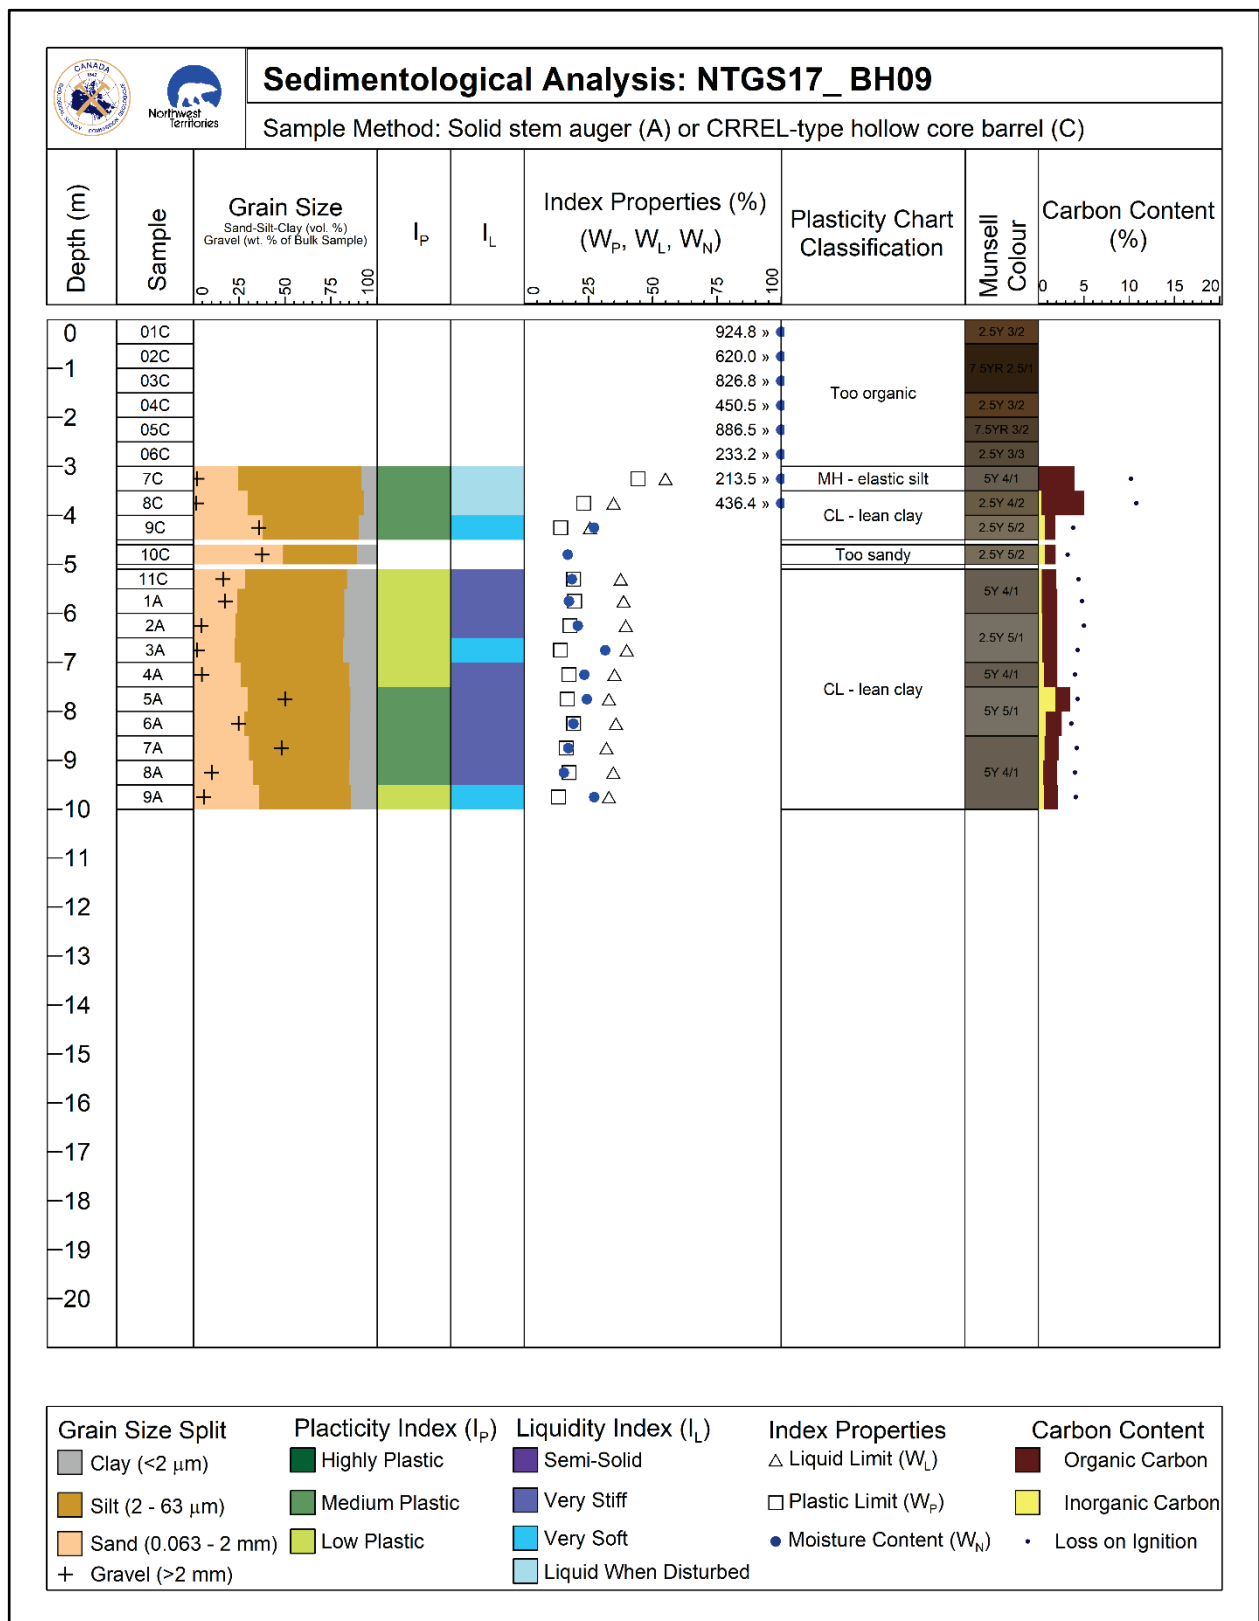 CANADA
1842
GEOLOGICAL SURVEY
Northwest
Territories
Sedimentological Analysis: NTGS17_ BH09
Sample Method: Solid stem auger (A) or CRREL-type hollow core barrel (C)
Depth (m)
Sample
Grain Size
Sand-Silt-Clay (vol. %)
Gravel (wt. % of Bulk Sample)
0 25 50 75 100
IP
IL
Index Properties (%)
(WP, WL, WN)
0 25 50 75 100
Plasticity Chart
Classification
Munsell
Colour
Carbon Content
(%)
0 5 10 15 20
0
01C
924.8 »
2.5Y 3/2
02C
620.0 »
1
7.5YR 2.5/1
03C
826.8 »
Too organic
04C
450.5 »
2.5Y 3/2
2
05C
886.5 »
7.5YR 3/2
06C
233.2 »
2.5Y 3/3
3
7C
213.5 »
MH - elastic silt
5Y 4/1
8C
436.4 »
2.5Y 4/2
4
CL - lean clay
9C
2.5Y 5/2
10C
Too sandy
2.5Y 5/2
5
11C
5Y 4/1
1A
6
2A
2.5Y 5/1
3A
7
4A
5Y 4/1
CL - lean clay
5A
8
5Y 5/1
6A
7A
9
8A
5Y 4/1
9A
10
11
12
13
14
15
16
17
18
19
20
Grain Size Split
Clay (<2 µm)
Silt (2 - 63 µm)
Sand (0.063 - 2 mm)
Gravel (>2 mm)
Placticity Index (IP)
Highly Plastic
Medium Plastic
Low Plastic
Liquidity Index (IL)
Semi-Solid
Very Stiff
Very Soft
Liquid When Disturbed
Index Properties
Liquid Limit (WL)
Plastic Limit (WP)
Moisture Content (WN)
Carbon Content
Organic Carbon
Inorganic Carbon
Loss on Ignition